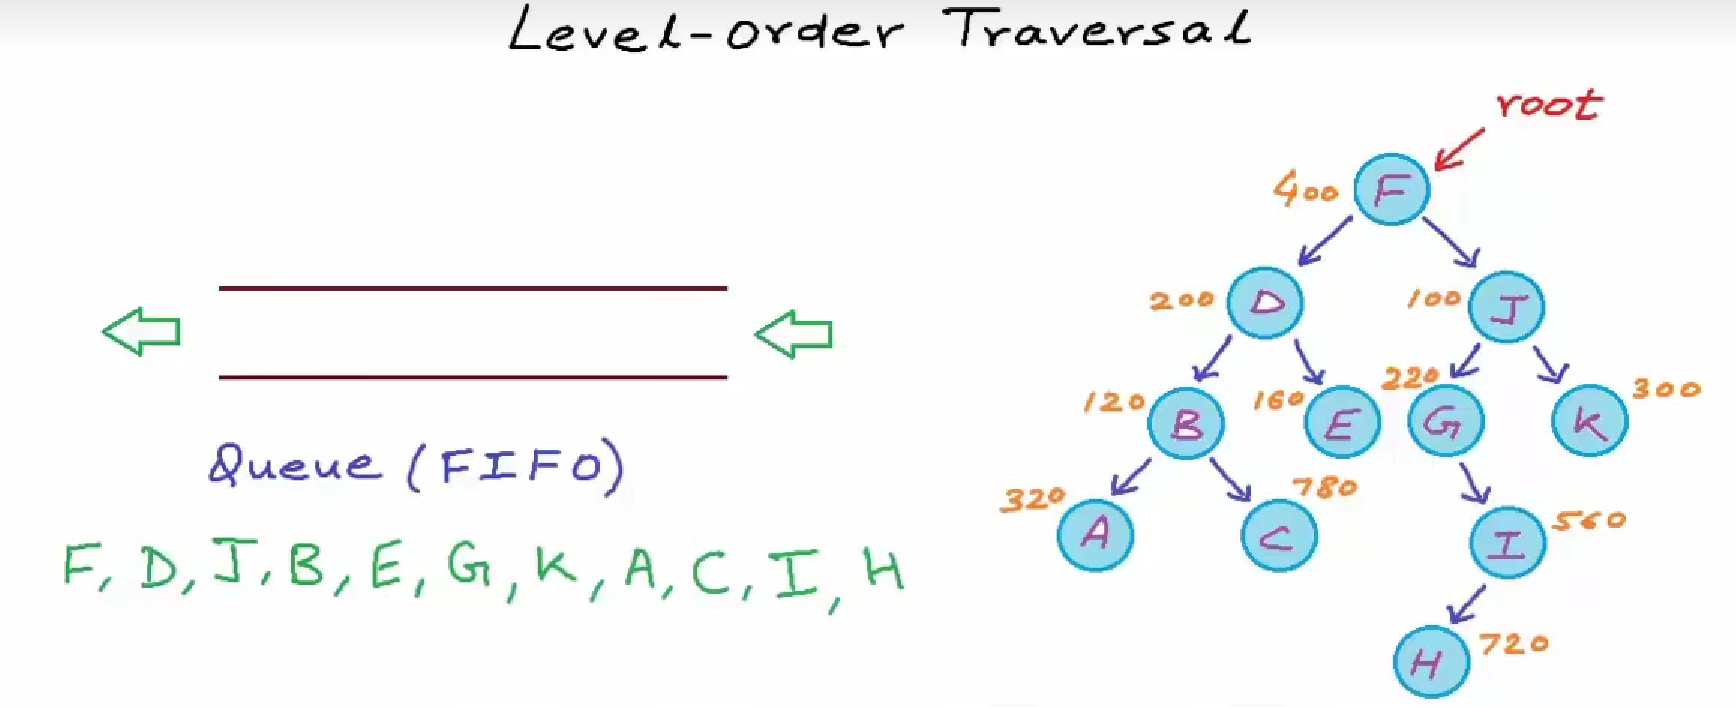 Level-order Traversal
root
400 F
200 D
100 J
120 B
160 E
220 G
K 300
320 A
780 C
I 560
H 720
Queue (FIFO)
F, D, J, B, E, G, K, A, C, I, H